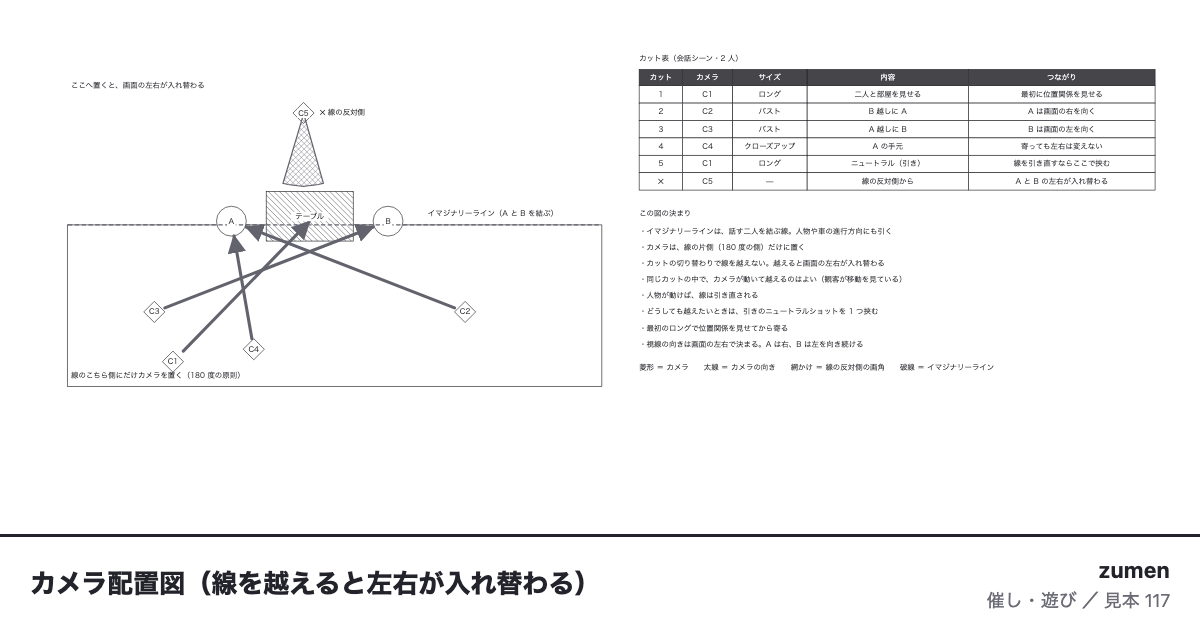 ここへ置くと、画面の左右が入れ替わる
C5 × 線の反対側
テーブル
A
B
イマジナリーライン（A と B を結ぶ）
C3
C2
C4
C1
線のこちら側にだけカメラを置く（180 度の原則）
カット表（会話シーン・2 人）
カット カメラ サイズ 内容 つながり
1 C1 ロング 二人と部屋を見せる 最初に位置関係を見せる
2 C2 バスト B 越しに A A は画面の右を向く
3 C3 バスト A 越しに B B は画面の左を向く
4 C4 クローズアップ A の手元 寄っても左右は変えない
5 C1 ロング ニュートラル（引き） 線を引き直すならここで挟む
× C5 — 線の反対側から A と B の左右が入れ替わる
この図の決まり
・イマジナリーラインは、話す二人を結ぶ線。人物や車の進行方向にも引く
・カメラは、線の片側（180 度の側）だけに置く
・カットの切り替わりで線を越えない。越えると画面の左右が入れ替わる
・同じカットの中で、カメラが動いて越えるのはよい（観客が移動を見ている）
・人物が動けば、線は引き直される
・どうしても越えたいときは、引きのニュートラルショットを 1 つ挟む
・最初のロングで位置関係を見せてから寄る
・視線の向きは画面の左右で決まる。A は右、B は左を向き続ける
菱形 ＝ カメラ 太線 ＝ カメラの向き 網かけ ＝ 線の反対側の画角 破線 ＝ イマジナリーライン
カメラ配置図（線を越えると左右が入れ替わる）
zumen
催し・遊び ／ 見本 117